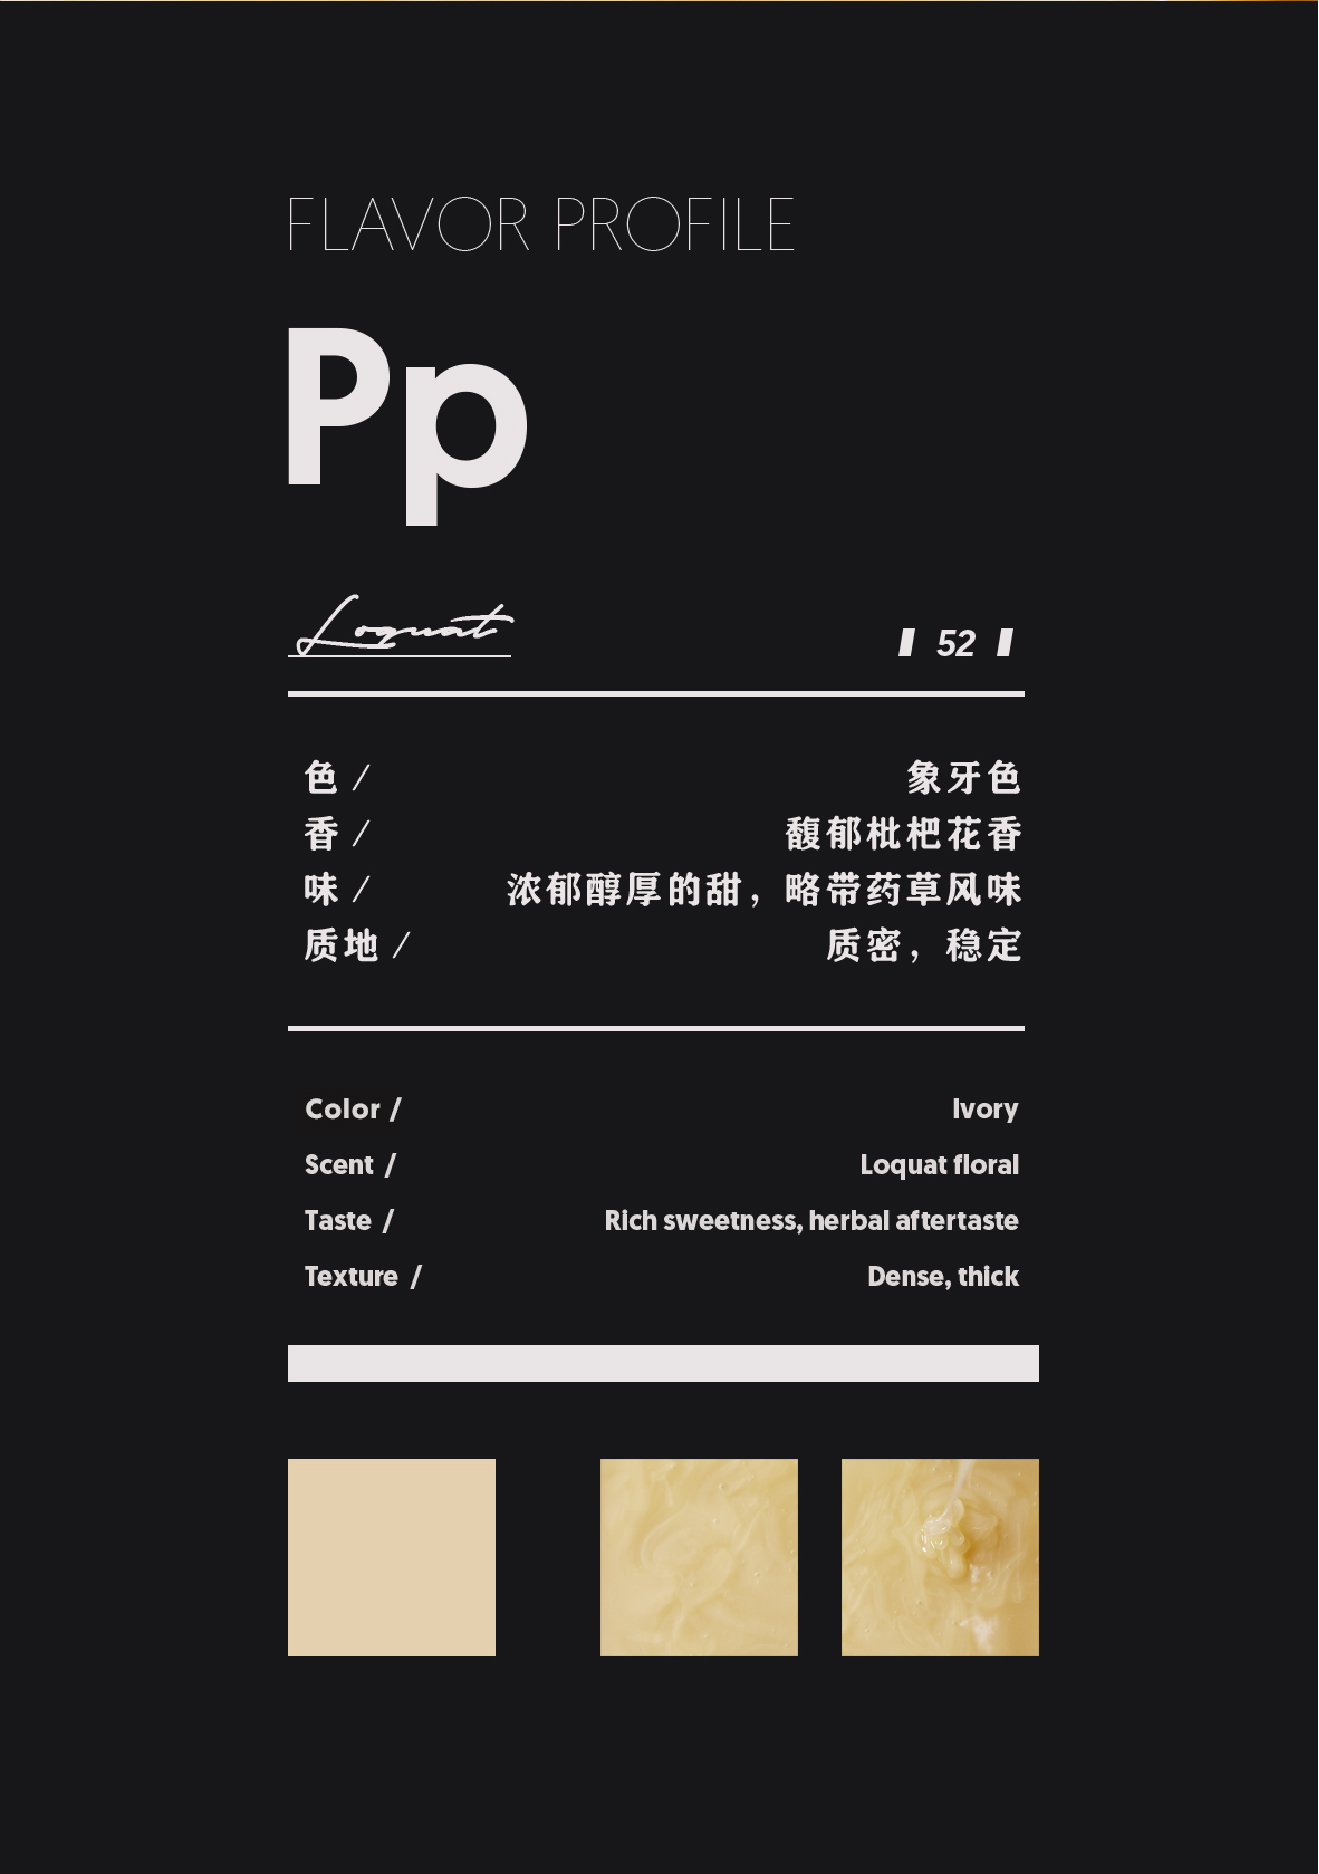 FLAVOR PROFILE
Pp
Loquat
52
色 / 象牙色
香 / 馥郁枇杷花香
味 / 浓郁醇厚的甜，略带药草风味
质地 / 质密，稳定
Color / Ivory
Scent / Loquat floral
Taste / Rich sweetness, herbal aftertaste
Texture / Dense, thick